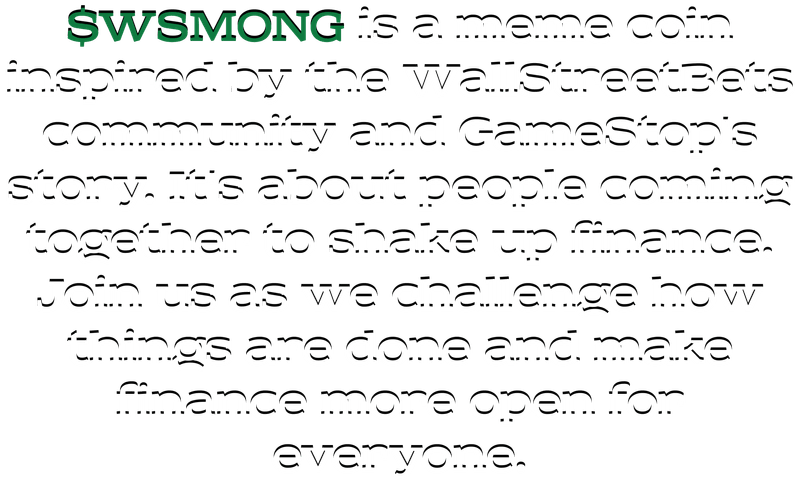 $WSMONG is a meme coin
inspired by the WallStreetBets
community and GameStop's
story. It's about people coming
together to shake up finance.
Join us as we challenge how
things are done and make
finance more open for
everyone.